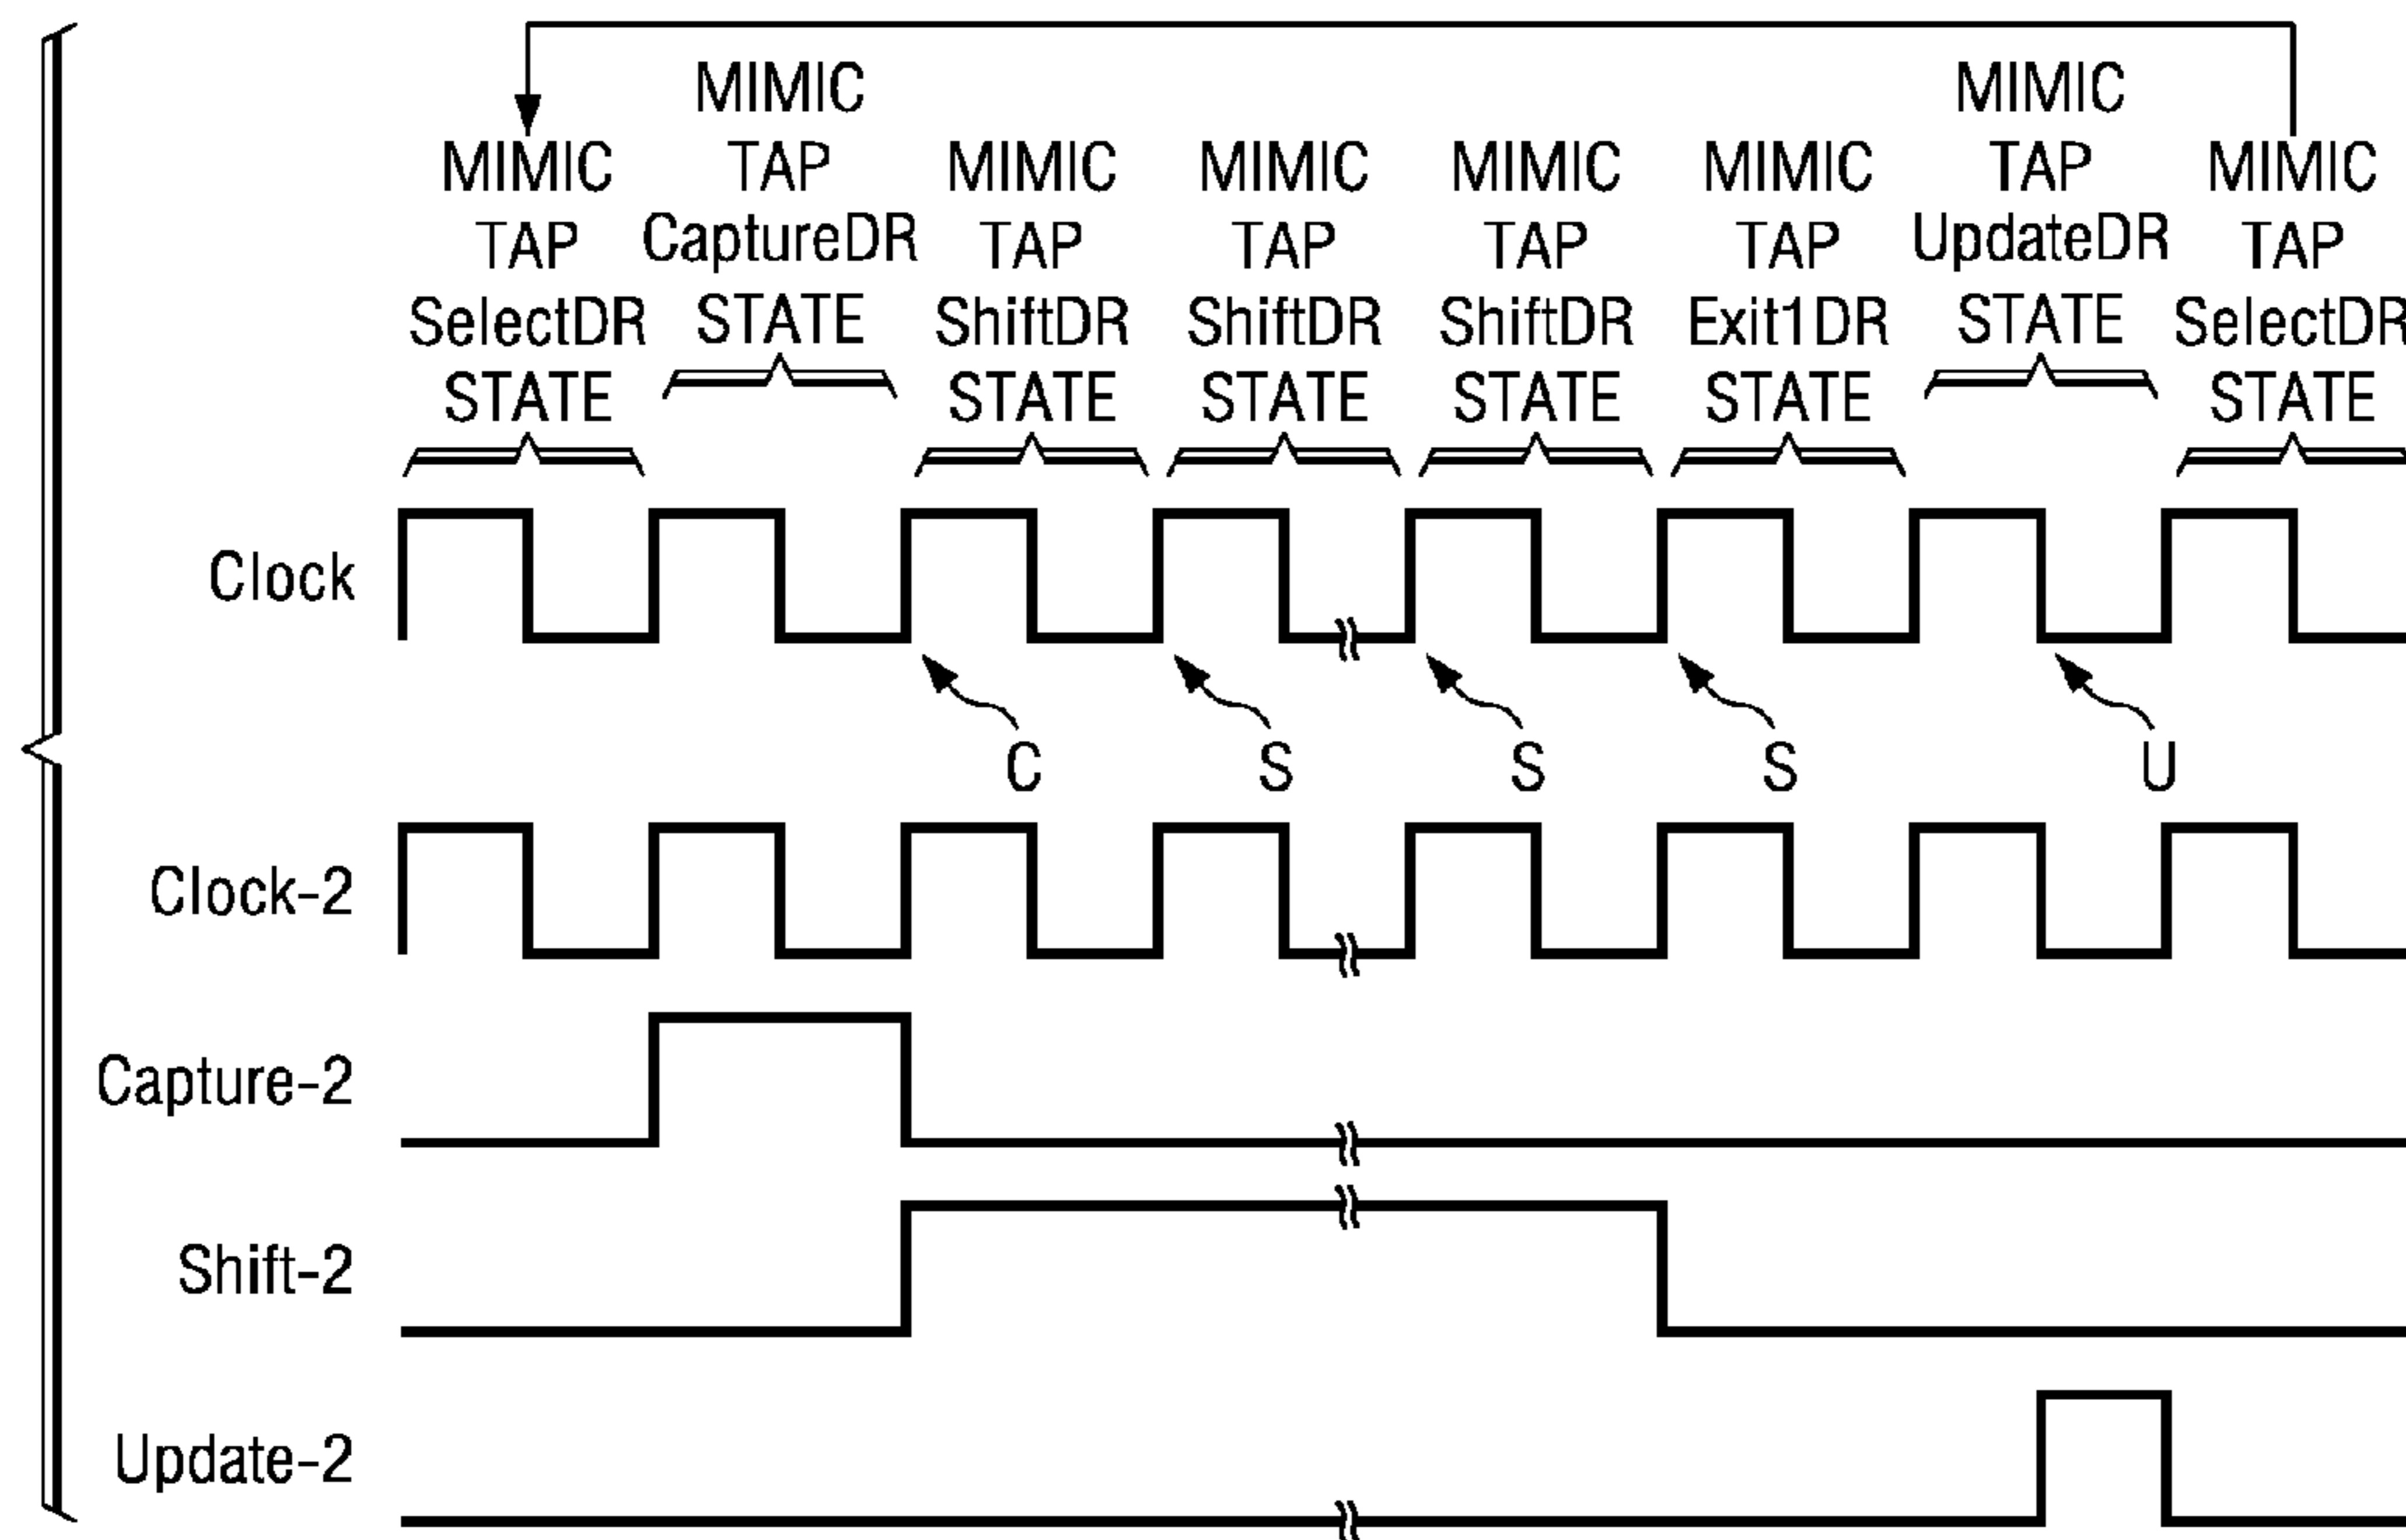 MIMIC
TAP
SelectDR
STATE
MIMIC
TAP
CaptureDR
STATE
MIMIC
TAP
ShiftDR
STATE
MIMIC
TAP
ShiftDR
STATE
MIMIC
TAP
ShiftDR
STATE
MIMIC
TAP
Exit1DR
STATE
MIMIC
TAP
UpdateDR
STATE
MIMIC
TAP
SelectDR
STATE
Clock
C S S S U
Clock-2
Capture-2
Shift-2
Update-2